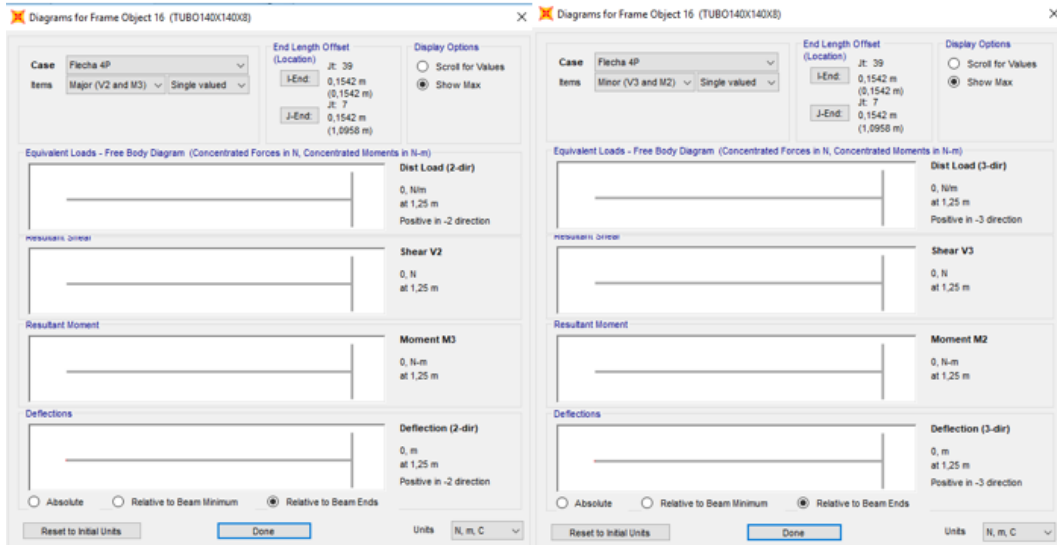 Diagrams for Frame Object 16 (TUBO140X140X8)
Case Flecha 4P
Items Major (V2 and M3) Single valued
End Length Offset
(Location)
Jt: 39
I-End: 0,1542 m
(0,1542 m)
Jt: 7
J-End: 0,1542 m
(1,0958 m)
Display Options
Scroll for Values
Show Max
Equivalent Loads - Free Body Diagram (Concentrated Forces in N, Concentrated Moments in N-m)
Dist Load (2-dir)
0, N/m
at 1,25 m
Positive in -2 direction
Resultant Shear
Shear V2
0, N
at 1,25 m
Resultant Moment
Moment M3
0, N-m
at 1,25 m
Deflections
Deflection (2-dir)
0, m
at 1,25 m
Positive in -2 direction
Absolute Relative to Beam Minimum Relative to Beam Ends
Reset to Initial Units Done Units N, m, C
Diagrams for Frame Object 16 (TUBO140X140X8)
Case Flecha 4P
Items Minor (V3 and M2) Single valued
End Length Offset
(Location)
Jt: 39
I-End: 0,1542 m
(0,1542 m)
Jt: 7
J-End: 0,1542 m
(1,0958 m)
Display Options
Scroll for Values
Show Max
Equivalent Loads - Free Body Diagram (Concentrated Forces in N, Concentrated Moments in N-m)
Dist Load (3-dir)
0, N/m
at 1,25 m
Positive in -3 direction
Resultant Shear
Shear V3
0, N
at 1,25 m
Resultant Moment
Moment M2
0, N-m
at 1,25 m
Deflections
Deflection (3-dir)
0, m
at 1,25 m
Positive in -3 direction
Absolute Relative to Beam Minimum Relative to Beam Ends
Reset to Initial Units Done Units N, m, C